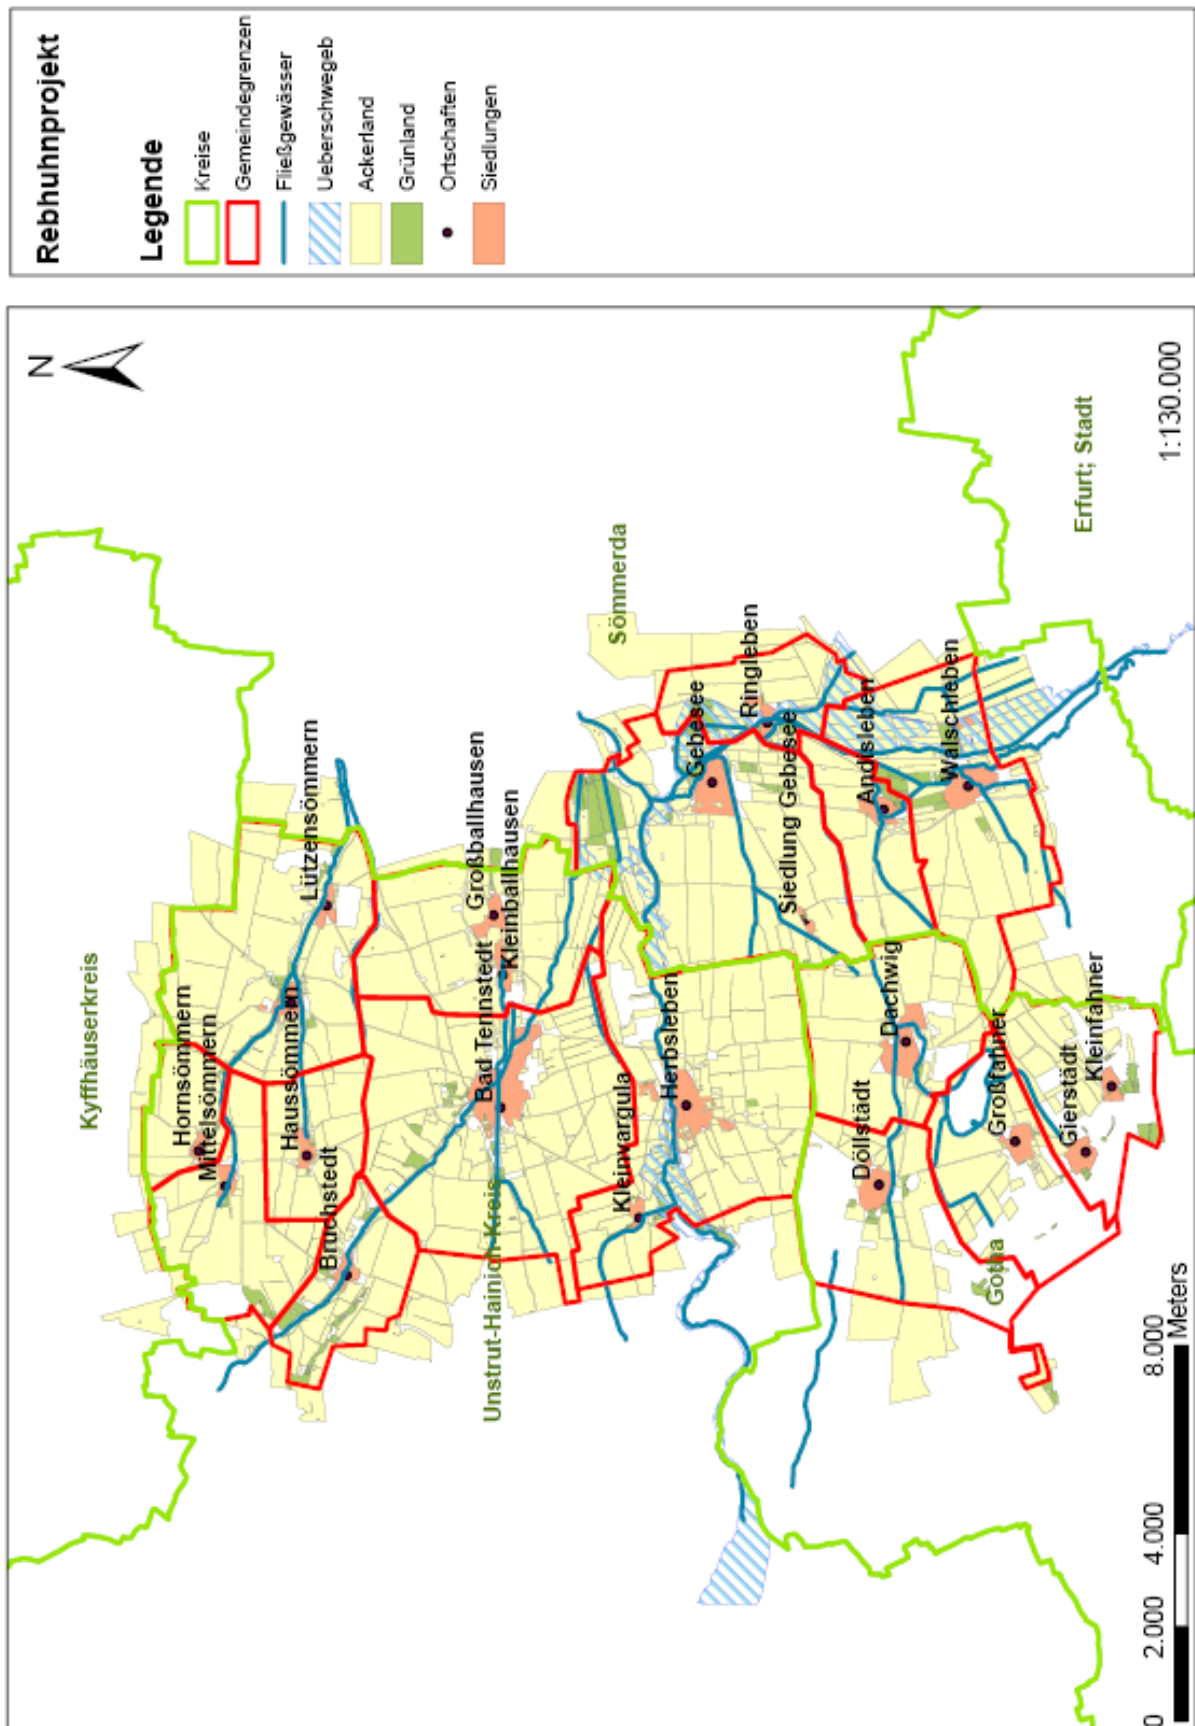 Rebhuhnprojekt
Legende
Kreise
Gemeindegrenzen
Fließgewässer
Ueberschwegeb
Ackerland
Grünland
Ortschaften
Siedlungen
N
Kyffhäuserkreis
Hornsömmern
Mittelsömmern
Lützensömmern
Haussömmern
Bruchstedt
Großballhausen
Kleinballhausen
Bad Tennstedt
Unstrut-Hainich-Kreis
Sömmerda
Kleinvargula
Herbsleben
Gebesee
Ringleben
Siedlung Gebesee
Andisleben
Walschleben
Döllstädt
Dachwig
Großfahner
Gierstädt
Kleinfahner
Gotha
Erfurt; Stadt
0 2.000 4.000 8.000
Meters
1:130.000